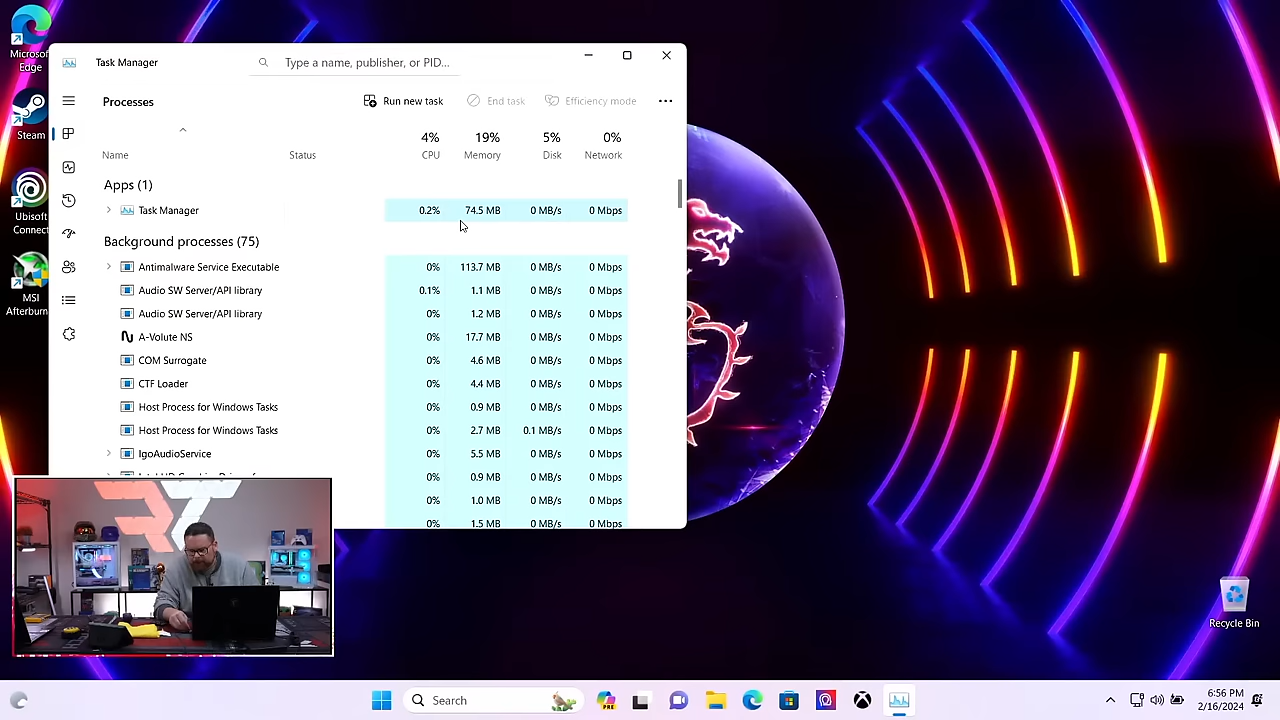 Microsof
Edge
Steam
Ubisoft
Connect
MSI
Afterburn
Task Manager
Type a name, publisher, or PID...
Processes
Run new task
End task
Efficiency mode
4% 19% 5% 0%
Name Status CPU Memory Disk Network
Apps (1)
Task Manager 0.2% 74.5 MB 0 MB/s 0 Mbps
Background processes (75)
Antimalware Service Executable 0% 113.7 MB 0 MB/s 0 Mbps
Audio SW Server/API library 0.1% 1.1 MB 0 MB/s 0 Mbps
Audio SW Server/API library 0% 1.2 MB 0 MB/s 0 Mbps
A-Volute NS 0% 17.7 MB 0 MB/s 0 Mbps
COM Surrogate 0% 4.6 MB 0 MB/s 0 Mbps
CTF Loader 0% 4.4 MB 0 MB/s 0 Mbps
Host Process for Windows Tasks 0% 0.9 MB 0 MB/s 0 Mbps
Host Process for Windows Tasks 0% 2.7 MB 0.1 MB/s 0 Mbps
IgoAudioService 0% 5.5 MB 0 MB/s 0 Mbps
0% 0.9 MB 0 MB/s 0 Mbps
0% 1.0 MB 0 MB/s 0 Mbps
0% 1.5 MB 0 MB/s 0 Mbps
Recycle Bin
Search
PRE
6:56 PM
2/16/2024